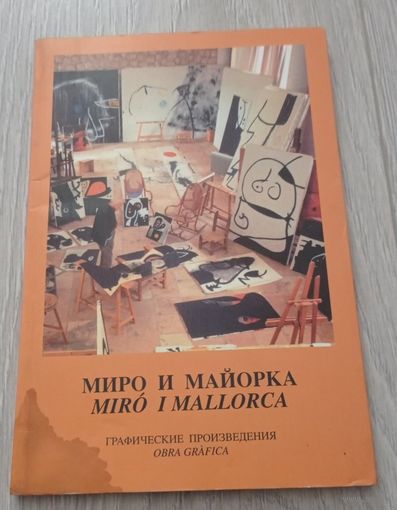 МИРО И МАЙОРКА
MIRÓ I MALLORCA
ГРАФИЧЕСКИЕ ПРОИЗВЕДЕНИЯ
OBRA GRÀFICA